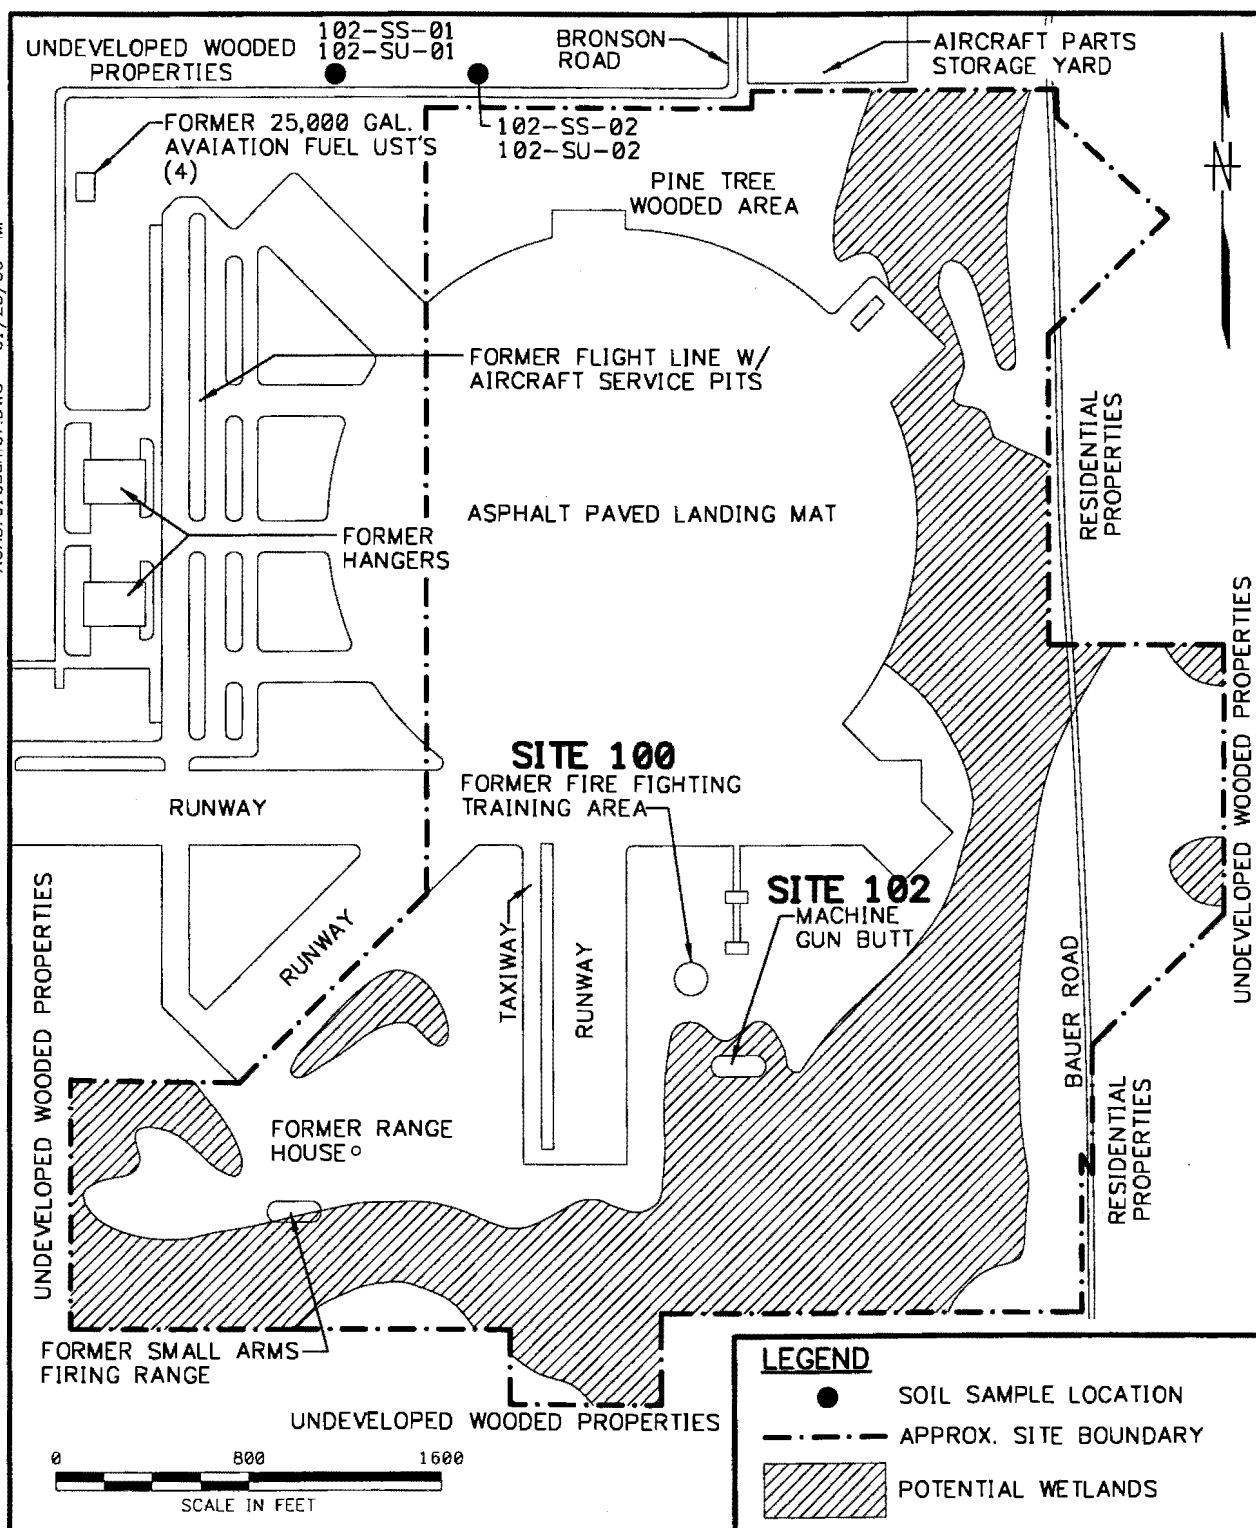 102-SS-01
102-SU-01
UNDEVELOPED WOODED
PROPERTIES
BRONSON
ROAD
AIRCRAFT PARTS
STORAGE YARD
FORMER 25,000 GAL.
AVAIATION FUEL UST'S
(4)
102-SS-02
102-SU-02
N
PINE TREE
WOODED AREA
FORMER FLIGHT LINE W/
AIRCRAFT SERVICE PITS
RESIDENTIAL
PROPERTIES
ASPHALT PAVED LANDING MAT
FORMER
HANGERS
UNDEVELOPED WOODED PROPERTIES
SITE 100
FORMER FIRE FIGHTING
TRAINING AREA
RUNWAY
SITE 102
MACHINE
GUN BUTT
UNDEVELOPED WOODED PROPERTIES
RUNWAY
TAXIWAY
RUNWAY
BAUER ROAD
RESIDENTIAL
PROPERTIES
FORMER RANGE
HOUSE
FORMER SMALL ARMS
FIRING RANGE
UNDEVELOPED WOODED PROPERTIES
0 800 1600
SCALE IN FEET
LEGEND
SOIL SAMPLE LOCATION
APPROX. SITE BOUNDARY
POTENTIAL WETLANDS